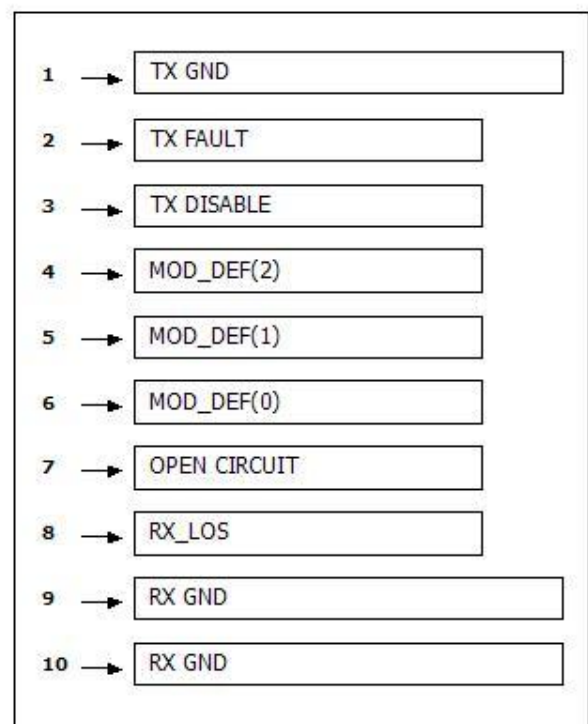 1 TX GND
2 TX FAULT
3 TX DISABLE
4 MOD_DEF(2)
5 MOD_DEF(1)
6 MOD_DEF(0)
7 OPEN CIRCUIT
8 RX_LOS
9 RX GND
10 RX GND